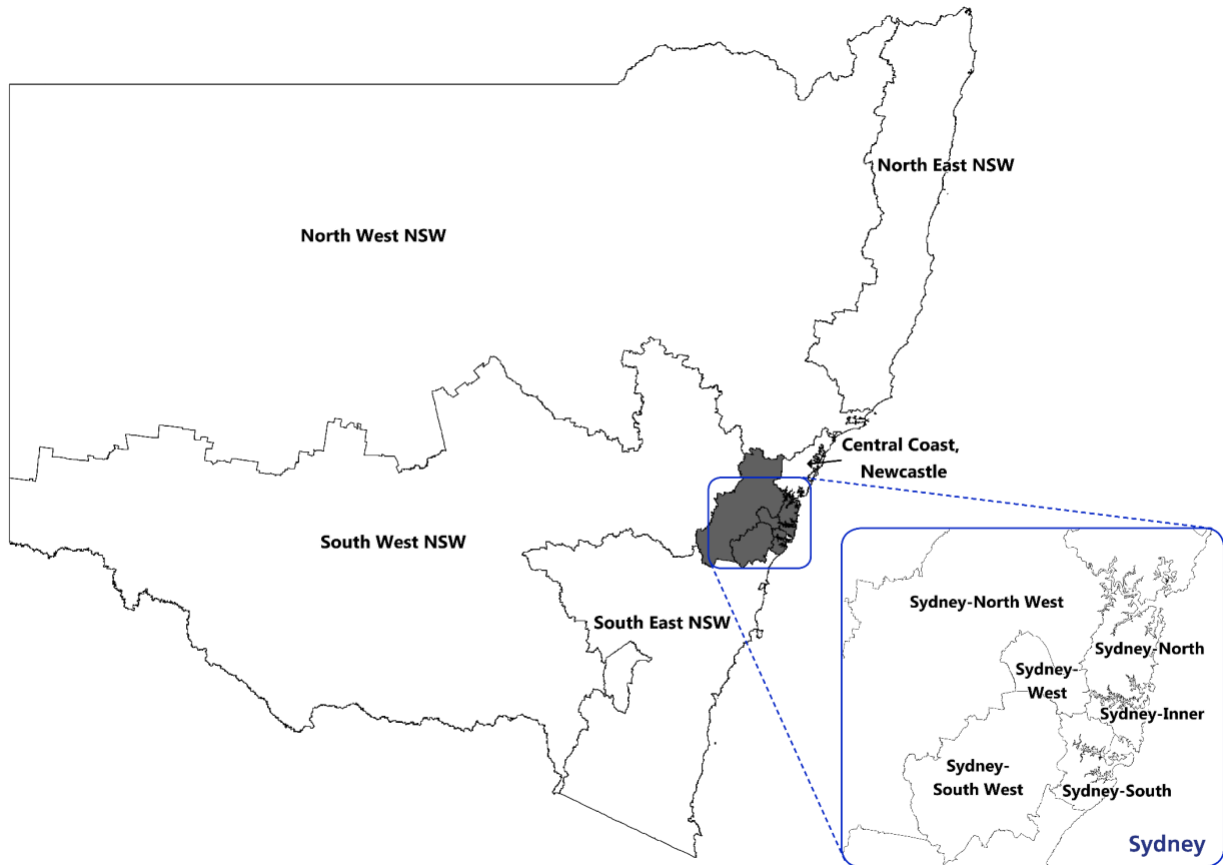 North East NSW
North West NSW
Central Coast,
Newcastle
South West NSW
South East NSW
Sydney-North West
Sydney-North
Sydney-
West
Sydney-Inner
Sydney-
South West
Sydney-South
Sydney